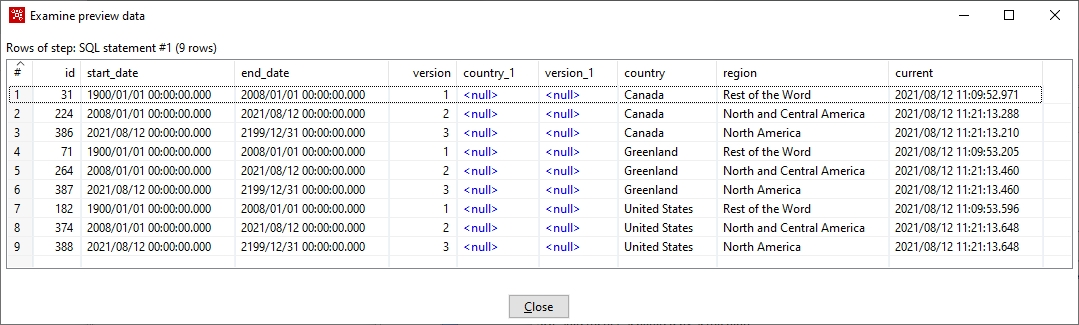 Examine preview data
Rows of step: SQL statement #1 (9 rows)
# id start_date end_date version country_1 version_1 country region current
1 31 1900/01/01 00:00:00.000 2008/01/01 00:00:00.000 1 <null> <null> Canada Rest of the Word 2021/08/12 11:09:52.971
2 224 2008/01/01 00:00:00.000 2021/08/12 00:00:00.000 2 <null> <null> Canada North and Central America 2021/08/12 11:21:13.288
3 386 2021/08/12 00:00:00.000 2199/12/31 00:00:00.000 3 <null> <null> Canada North America 2021/08/12 11:21:13.210
4 71 1900/01/01 00:00:00.000 2008/01/01 00:00:00.000 1 <null> <null> Greenland Rest of the Word 2021/08/12 11:09:53.205
5 264 2008/01/01 00:00:00.000 2021/08/12 00:00:00.000 2 <null> <null> Greenland North and Central America 2021/08/12 11:21:13.460
6 387 2021/08/12 00:00:00.000 2199/12/31 00:00:00.000 3 <null> <null> Greenland North America 2021/08/12 11:21:13.460
7 182 1900/01/01 00:00:00.000 2008/01/01 00:00:00.000 1 <null> <null> United States Rest of the Word 2021/08/12 11:09:53.596
8 374 2008/01/01 00:00:00.000 2021/08/12 00:00:00.000 2 <null> <null> United States North and Central America 2021/08/12 11:21:13.648
9 388 2021/08/12 00:00:00.000 2199/12/31 00:00:00.000 3 <null> <null> United States North America 2021/08/12 11:21:13.648
Close